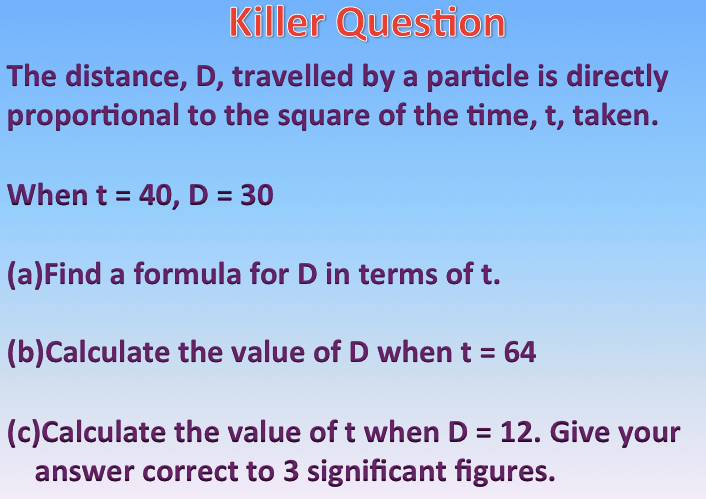 Killer Question
The distance, D, travelled by a particle is directly
proportional to the square of the time, t, taken.
When t = 40, D = 30
(a)Find a formula for D in terms of t.
(b)Calculate the value of D when t = 64
(c)Calculate the value of t when D = 12. Give your
answer correct to 3 significant figures.